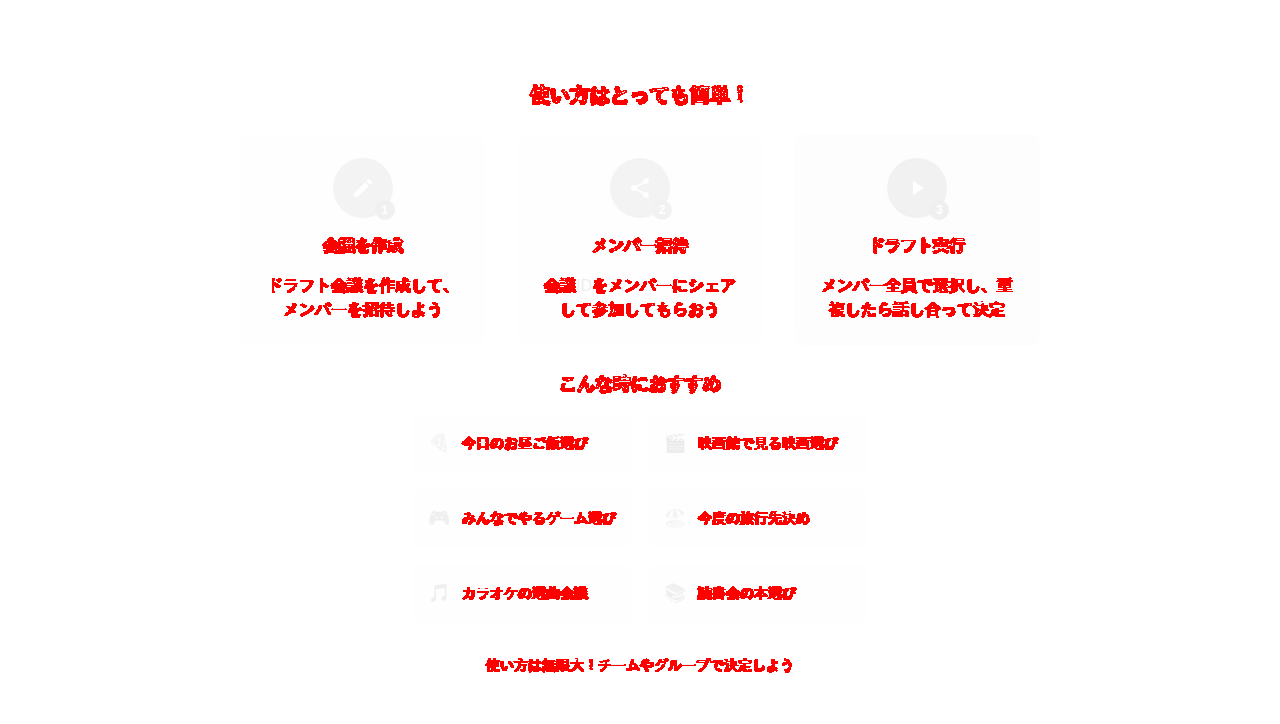 使い方はとっても簡単！
1
2
3
会議を作成
メンバー招待
ドラフト実行
ドラフト会議を作成して、
メンバーを招待しよう
会議IDをメンバーにシェア
して参加してもらおう
メンバー全員で選択し、重
複したら話し合って決定
こんな時におすすめ
今日のお昼ご飯選び
映画館で見る映画選び
みんなでやるゲーム選び
今度の旅行先決め
カラオケの選曲会議
読書会の本選び
使い方は無限大！チームやグループで決定しよう